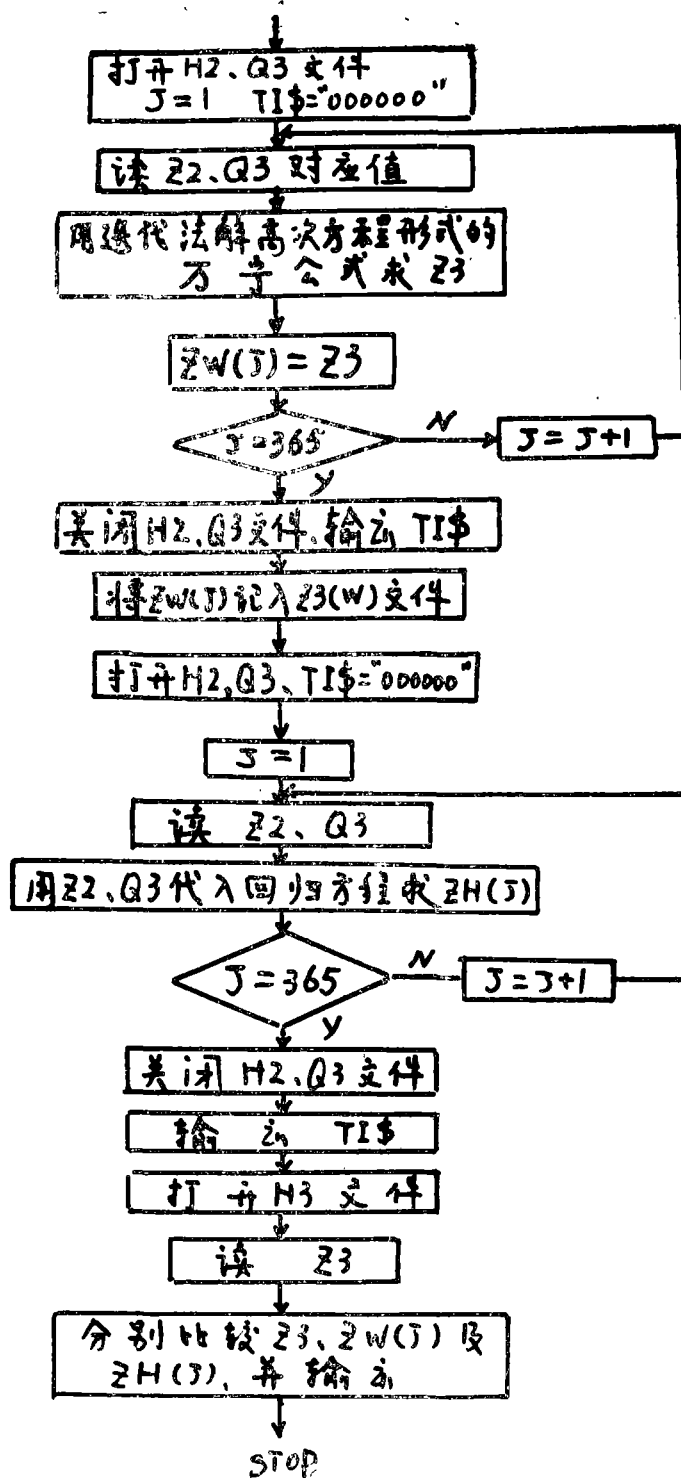 打开H2、Q3文件
J=1 TI$="000000"
读Z2、Q3对应值
用迭代法解高次方程形式的
万宁公式求Z3
ZW(J)=Z3
J=365
N
J=J+1
Y
关闭H2、Q3文件、输出TI$
将ZW(J)记入Z3(W)文件
打开H2,Q3、TI$="000000"
J=1
读 Z2、Q3
用Z2、Q3代入回归方程求ZH(J)
J=365
N
J=J+1
Y
关闭H2、Q3文件
输出 TI$
打开H3文件
读 Z3
分别比较Z3、ZW(J)及
ZH(J)、并输出
STOP